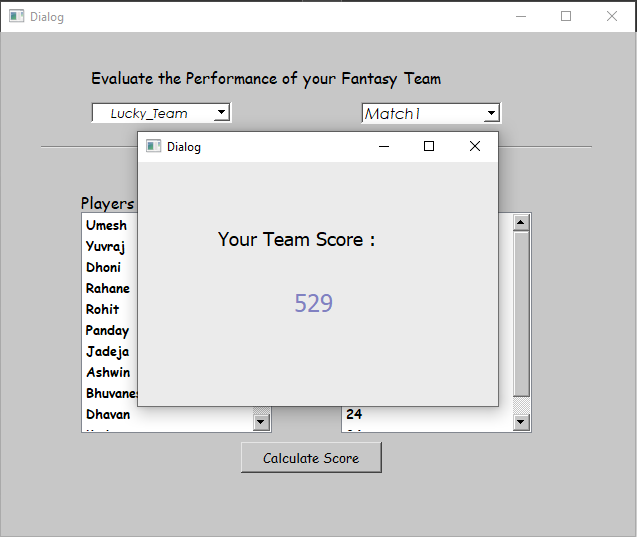 Dialog
Evaluate the Performance of your Fantasy Team
Lucky_Team
Match1
Dialog
Players
Your Team Score :
529
Umesh
Yuvraj
Dhoni
Rahane
Rohit
Panday
Jadeja
Ashwin
Bhuvanes
Dhavan
24
Calculate Score